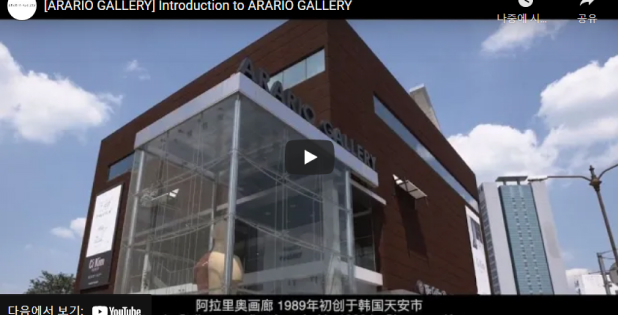 [ARARIO GALLERY] Introduction to ARARIO GALLERY
나중에 시...
공유
ARARIO GALLERY
Kim
阿拉里奥画廊 1989年初创于韩国天安市
다음에서 보기: YouTube